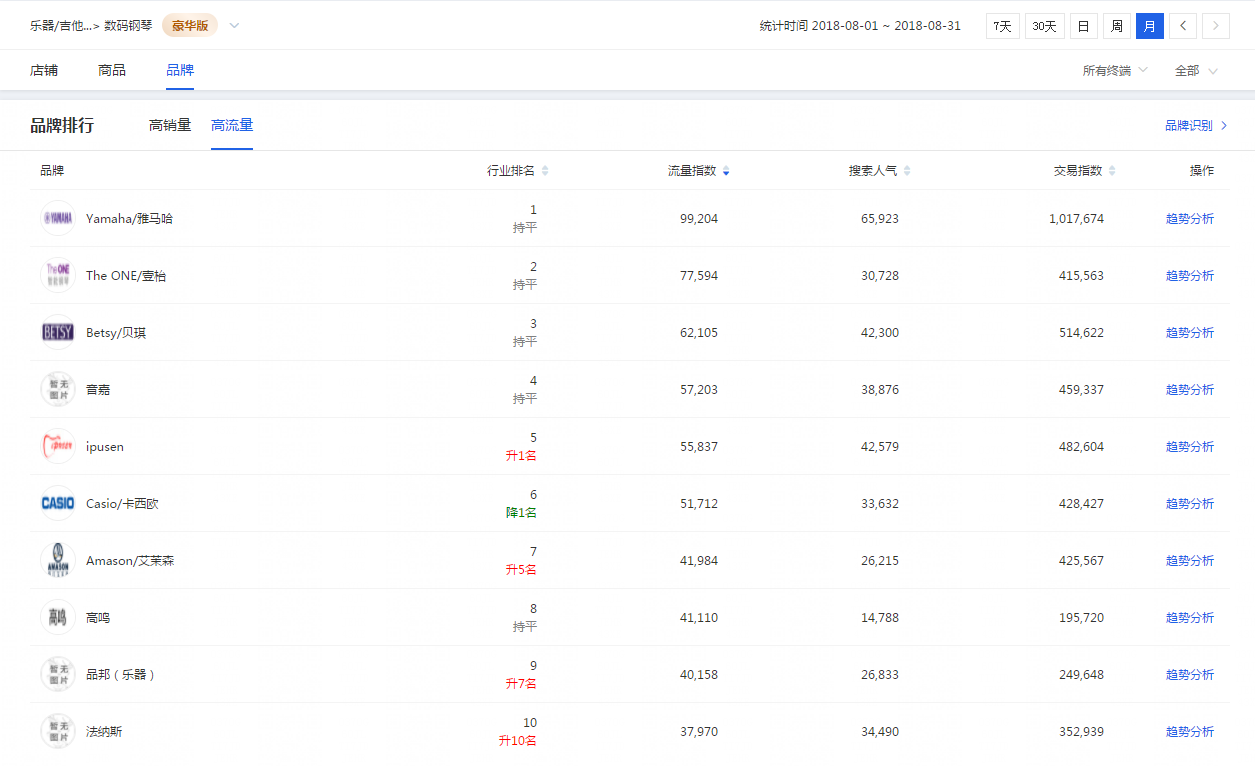 乐器/吉他...> 数码钢琴 豪华版 统计时间 2018-08-01 ~ 2018-08-31 7天 30天 日 周 月
店铺 商品 品牌 所有终端 全部
品牌排行 高销量 高流量 品牌识别
品牌 行业排名 流量指数 搜索人气 交易指数 操作
YAMAHA Yamaha/雅马哈 1 持平 99,204 65,923 1,017,674 趋势分析
The ONE 智能钢琴 The ONE/壹枱 2 持平 77,594 30,728 415,563 趋势分析
BETSY Betsy/贝琪 3 持平 62,105 42,300 514,622 趋势分析
暂无图片 音嘉 4 持平 57,203 38,876 459,337 趋势分析
ipusen ipusen 5 升1名 55,837 42,579 482,604 趋势分析
CASIO Casio/卡西欧 6 降1名 51,712 33,632 428,427 趋势分析
AMASON Amason/艾茉森 7 升5名 41,984 26,215 425,567 趋势分析
高鸣 高鸣 8 持平 41,110 14,788 195,720 趋势分析
暂无图片 品邦（乐器） 9 升7名 40,158 26,833 249,648 趋势分析
暂无图片 法纳斯 10 升10名 37,970 34,490 352,939 趋势分析